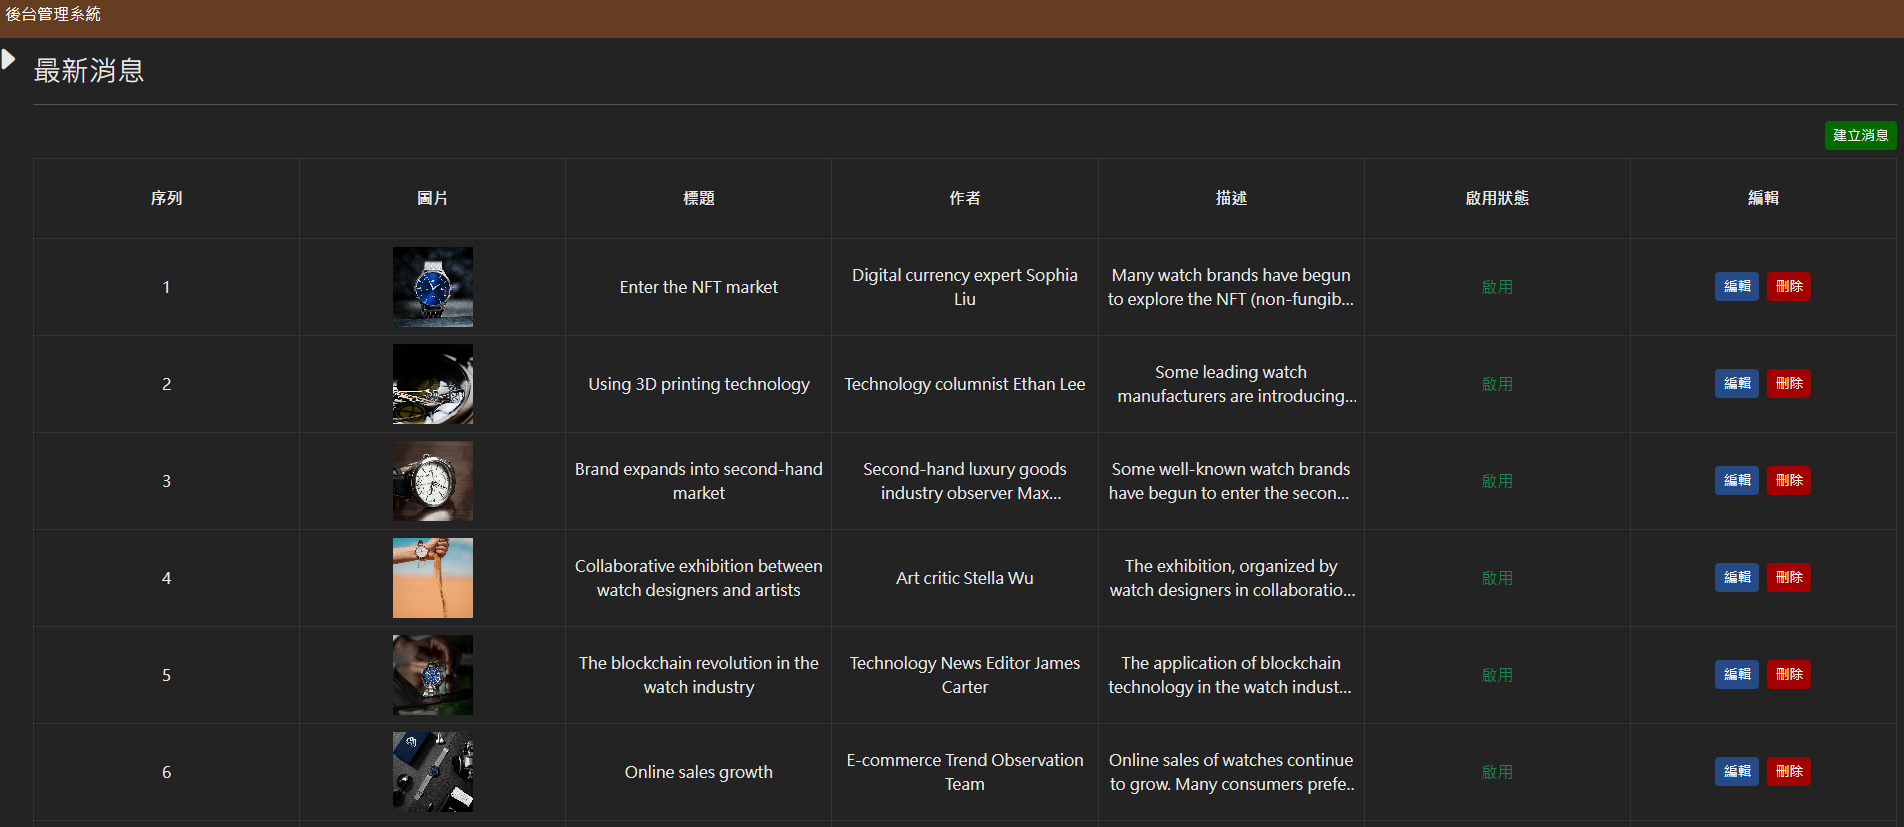 後台管理系統
最新消息
建立消息
序列 圖片 標題 作者 描述 啟用狀態 編輯
1 Enter the NFT market Digital currency expert Sophia Liu Many watch brands have begun to explore the NFT (non-fungib... 啟用 編輯 刪除
2 Using 3D printing technology Technology columnist Ethan Lee Some leading watch manufacturers are introducing... 啟用 編輯 刪除
3 Brand expands into second-hand market Second-hand luxury goods industry observer Max... Some well-known watch brands have begun to enter the secon... 啟用 編輯 刪除
4 Collaborative exhibition between watch designers and artists Art critic Stella Wu The exhibition, organized by watch designers in collaboratio... 啟用 編輯 刪除
5 The blockchain revolution in the watch industry Technology News Editor James Carter The application of blockchain technology in the watch indust... 啟用 編輯 刪除
6 Online sales growth E-commerce Trend Observation Team Online sales of watches continue to grow. Many consumers prefe.. 啟用 編輯 刪除